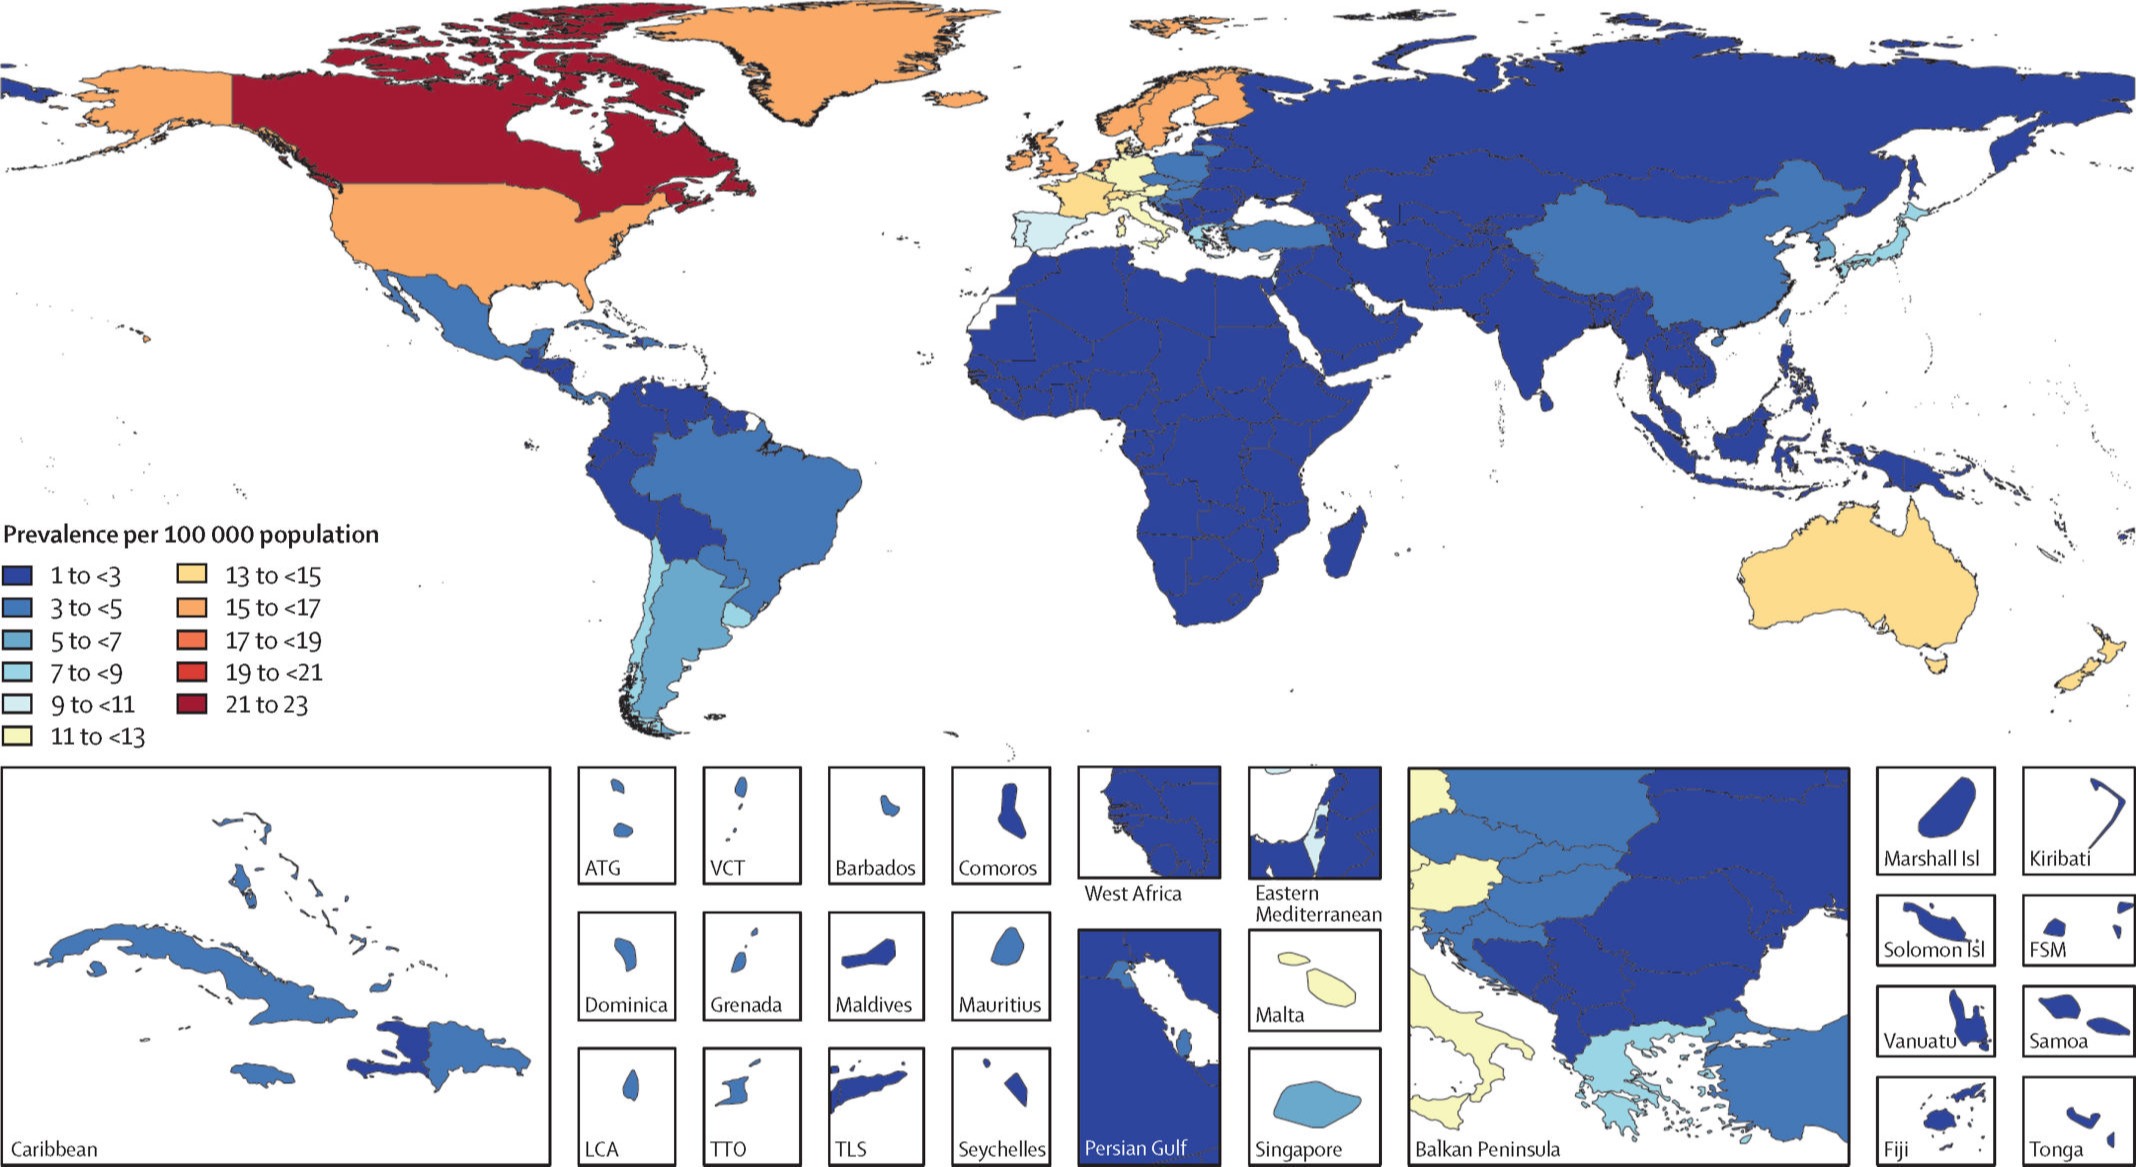 Prevalence per 100 000 population
1 to <3
3 to <5
5 to <7
7 to <9
9 to <11
11 to <13
13 to <15
15 to <17
17 to <19
19 to <21
21 to 23
Caribbean
ATG
VCT
Barbados
Comoros
Dominica
Grenada
Maldives
Mauritius
LCA
TTO
TLS
Seychelles
West Africa
Eastern
Mediterranean
Persian Gulf
Malta
Singapore
Balkan Peninsula
Marshall Isl
Kiribati
Solomon Isl
FSM
Vanuatu
Samoa
Fiji
Tonga